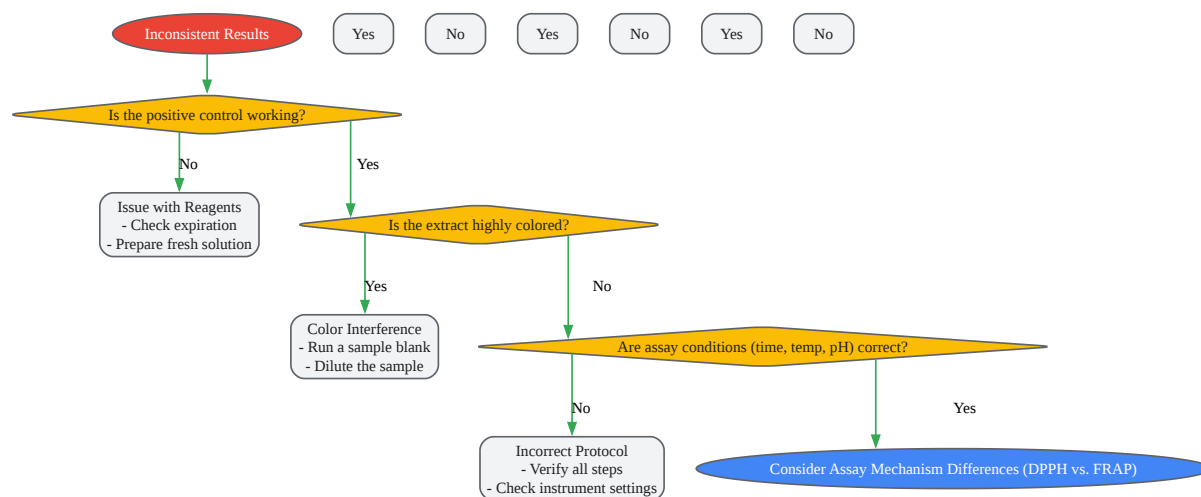 Inconsistent Results
Yes
No
Yes
No
Yes
No
Is the positive control working?
No
Yes
Issue with Reagents
- Check expiration
- Prepare fresh solution
Is the extract highly colored?
Yes
No
Color Interference
- Run a sample blank
- Dilute the sample
Are assay conditions (time, temp, pH) correct?
No
Yes
Incorrect Protocol
- Verify all steps
- Check instrument settings
Consider Assay Mechanism Differences (DPPH vs. FRAP)